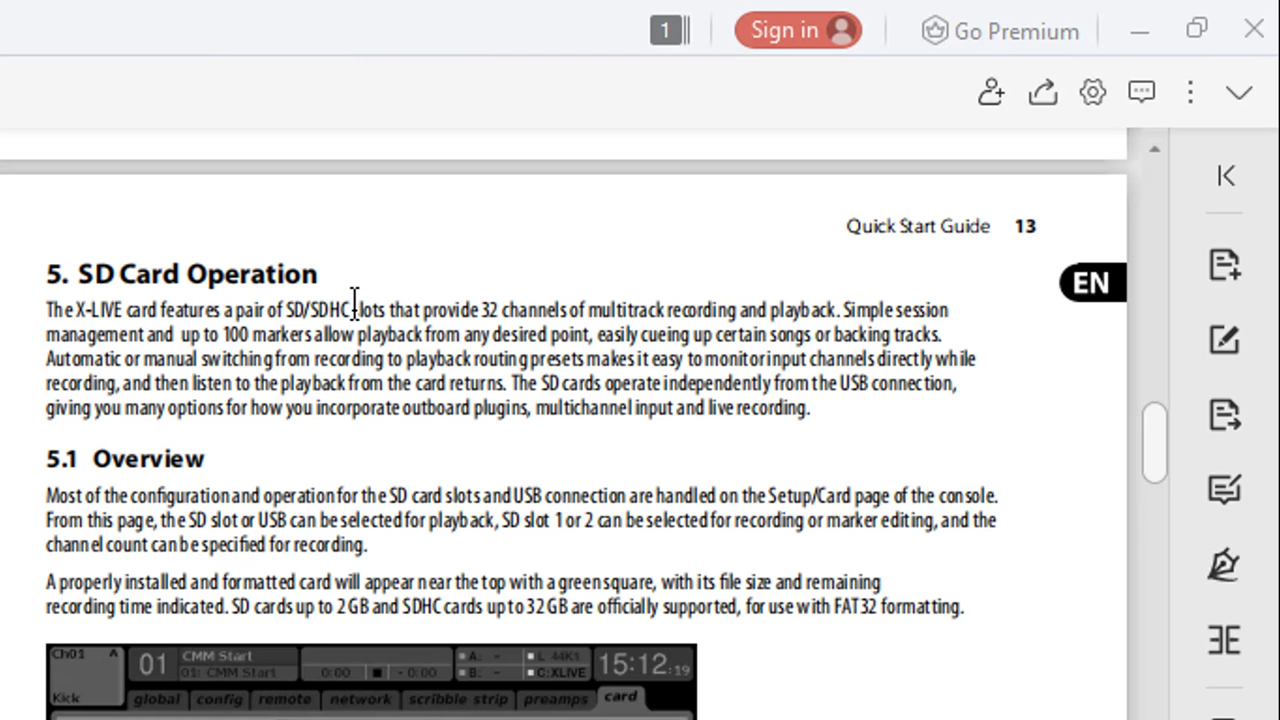 1
Sign in
Go Premium
Quick Start Guide 13
EN
5. SD Card Operation
The X-LIVE card features a pair of SD/SDHC slots that provide 32 channels of multitrack recording and playback. Simple session
management and up to 100 markers allow playback from any desired point, easily cueing up certain songs or backing tracks.
Automatic or manual switching from recording to playback routing presets makes it easy to monitor input channels directly while
recording, and then listen to the playback from the card returns. The SD cards operate independently from the USB connection,
giving you many options for how you incorporate outboard plugins, multichannel input and live recording.
5.1 Overview
Most of the configuration and operation for the SD card slots and USB connection are handled on the Setup/Card page of the console.
From this page, the SD slot or USB can be selected for playback, SD slot 1 or 2 can be selected for recording or marker editing, and the
channel count can be specified for recording.
A properly installed and formatted card will appear near the top with a green square, with its file size and remaining
recording time indicated. SD cards up to 2 GB and SDHC cards up to 32 GB are officially supported, for use with FAT32 formatting.
Ch01 A
Kick
01 CMM Start
01: CMM Start
0:00 - 0:00
A: - L 44K1
B: - C:XLIVE
15:12:19
global config remote network scribble strip preamps card